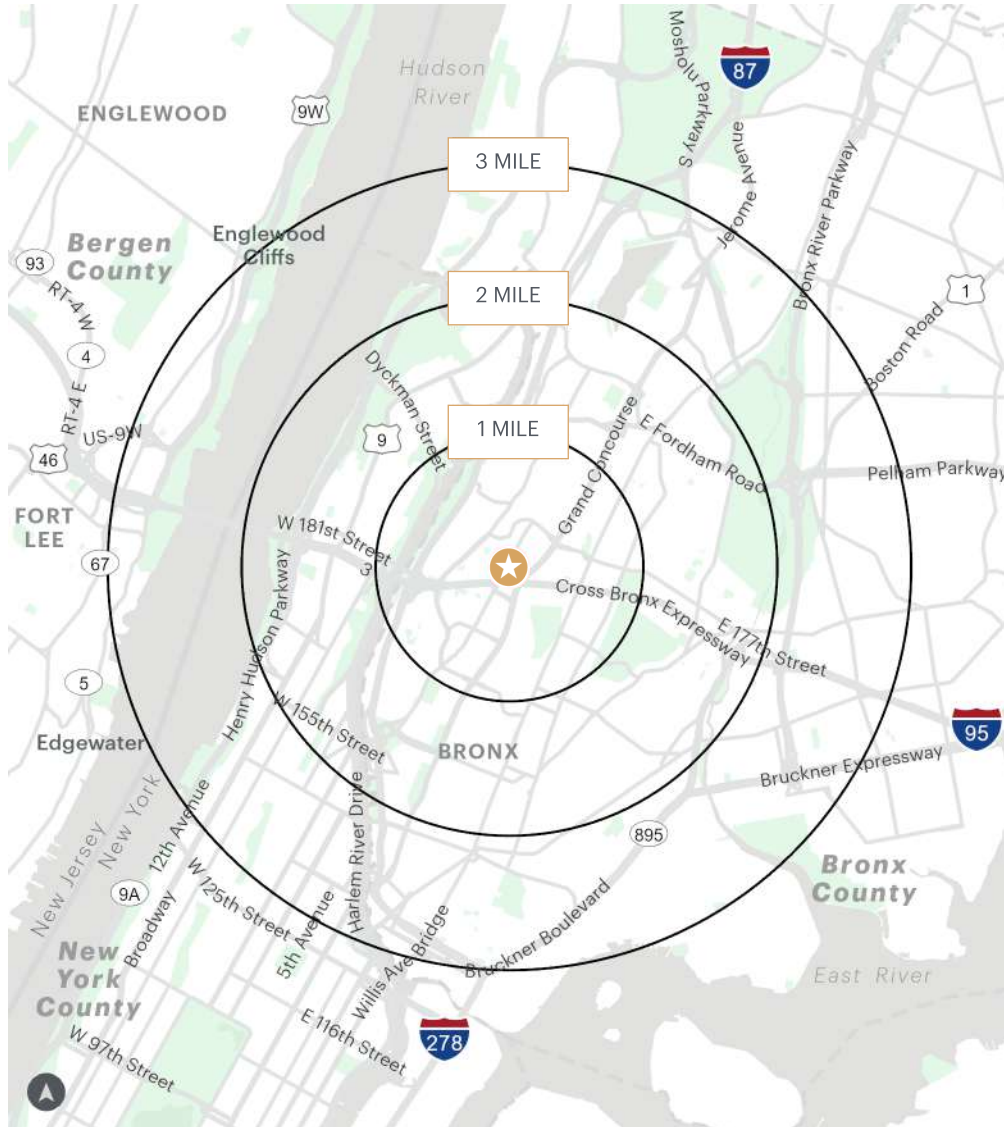 Mosholu Parkway S
87
Hudson
River
9W
ENGLEWOOD
3 MILE
Jerome Avenue
Bronx River Parkway
Englewood
Cliffs
Bergen
County
93
RT-4 W
4
RT-4 E
US-9W
46
2 MILE
1
Boston Road
Dyckman Street
9
1 MILE
Grand Concourse
E Fordham Road
Pelham Parkway
FORT
LEE
67
W 181st Street
3
Cross Bronx Expressway
E 177th Street
Henry Hudson Parkway
5
Edgewater
W 155th Street
BRONX
95
Bruckner Expressway
New Jersey
New York
12th Avenue
Harlem River Drive
895
Bronx
County
9A
Broadway
W 125th Street
5th Avenue
Willis Ave Bridge
Bruckner Boulevard
East River
New
York
County
E 116th Street
278
W 97th Street